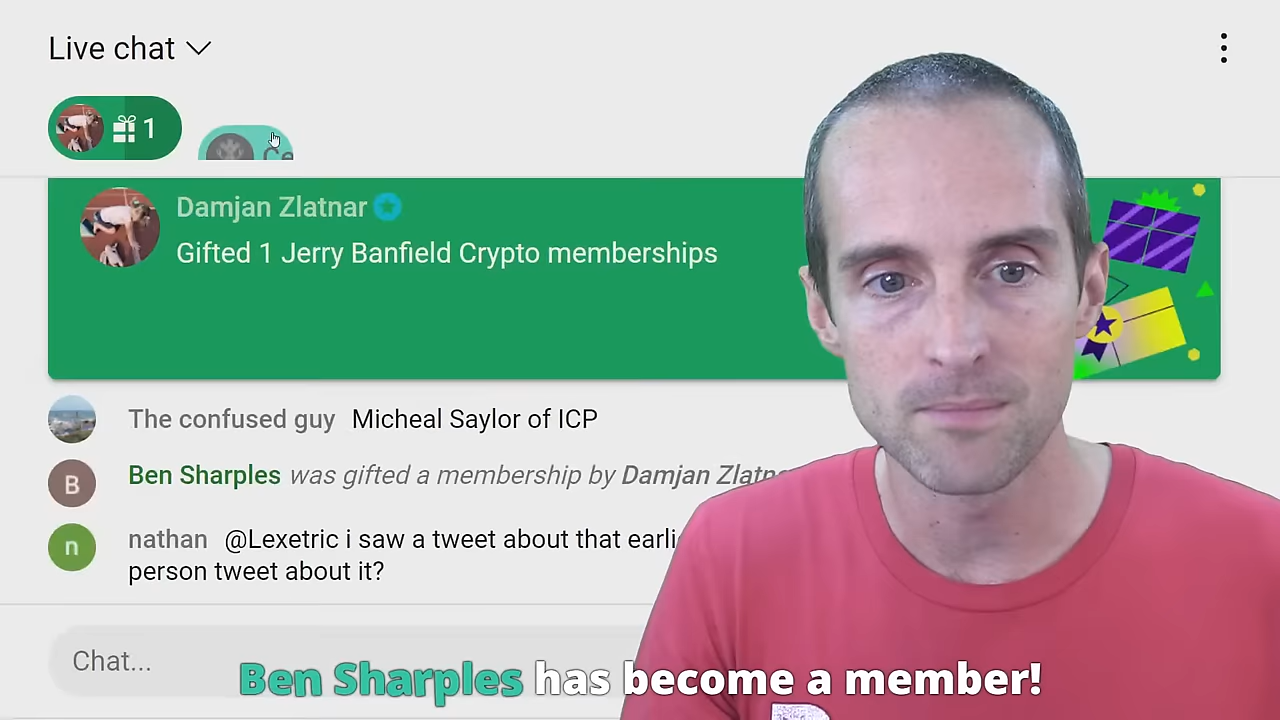 Live chat
1
Ce
Damjan Zlatnar
Gifted 1 Jerry Banfield Crypto memberships
The confused guy Micheal Saylor of ICP
B
Ben Sharples was gifted a membership by Damjan
n
nathan @Lexetric i saw a tweet about that
person tweet about it?
Chat...
Ben Sharples has become a member!